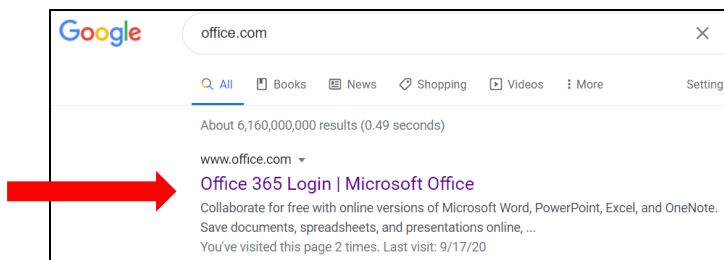 Google
office.com
All Books News Shopping Videos More Setting
About 6,160,000,000 results (0.49 seconds)
www.office.com
Office 365 Login | Microsoft Office
Collaborate for free with online versions of Microsoft Word, PowerPoint, Excel, and OneNote.
Save documents, spreadsheets, and presentations online, ...
You've visited this page 2 times. Last visit: 9/17/20